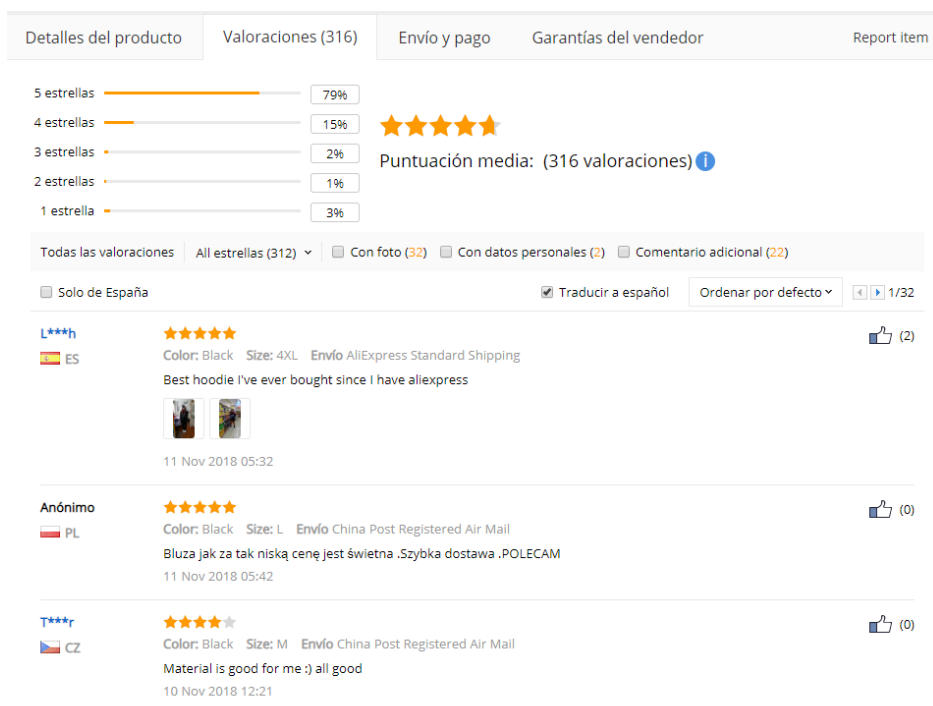 Detalles del producto Valoraciones (316) Envío y pago Garantías del vendedor Report item
5 estrellas 79%
4 estrellas 15%
3 estrellas 2%
2 estrellas 1%
1 estrella 3%
Puntuación media: (316 valoraciones) i
Todas las valoraciones All estrellas (312) Con foto (32) Con datos personales (2) Comentario adicional (22)
Solo de España Traducir a español Ordenar por defecto 1/32
L***h
ES
Color: Black Size: 4XL Envío AliExpress Standard Shipping
Best hoodie I've ever bought since I have aliexpress
11 Nov 2018 05:32
(2)
Anónimo
PL
Color: Black Size: L Envío China Post Registered Air Mail
Bluza jak za tak niską cenę jest świetna .Szybka dostawa .POLECAM
11 Nov 2018 05:42
(0)
T***r
CZ
Color: Black Size: M Envío China Post Registered Air Mail
Material is good for me :) all good
10 Nov 2018 12:21
(0)